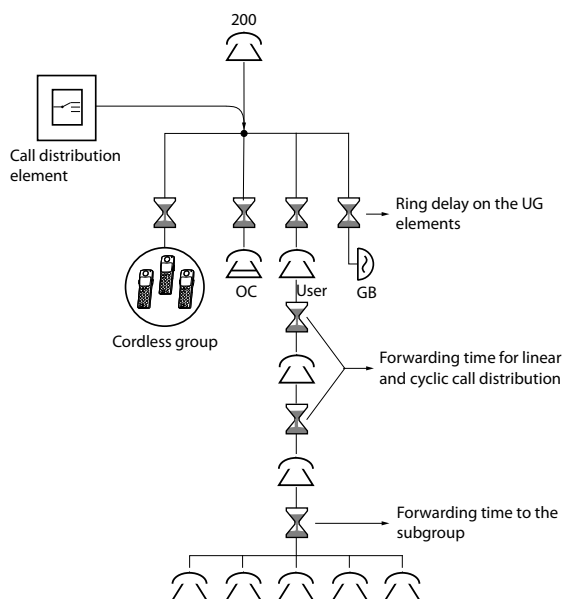 200
Call distribution
element
Ring delay on the UG
elements
OC
User
GB
Cordless group
Forwarding time for linear
and cyclic call distribution
Forwarding time to the
subgroup